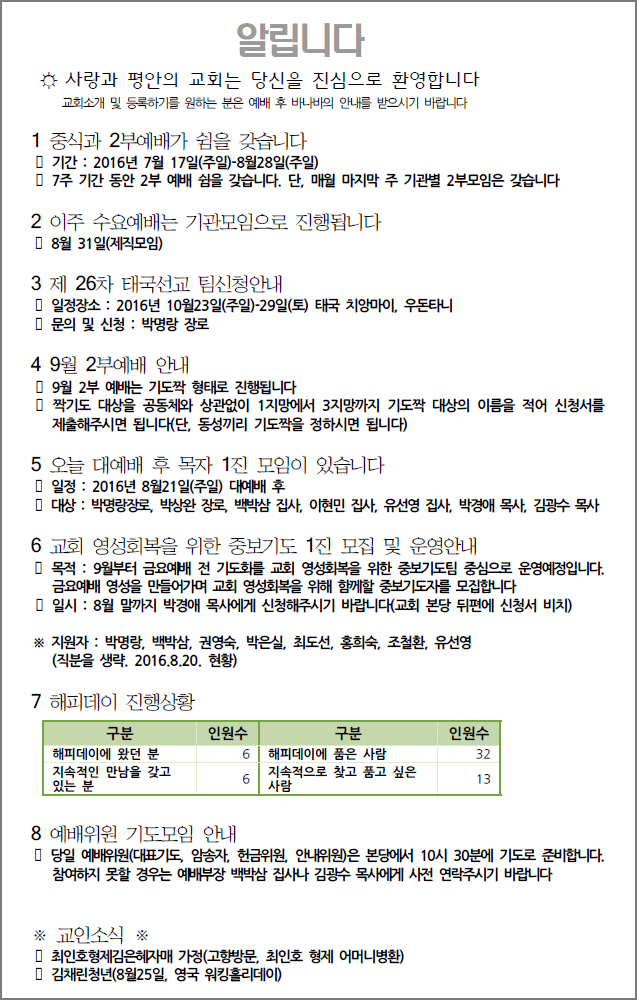 알립니다
☼ 사랑과 평안의 교회는 당신을 진심으로 환영합니다
교회소개 및 등록하기를 원하는 분은 예배 후 바나바의 안내를 받으시기 바랍니다
1 중식과 2부예배가 쉼을 갖습니다
▯ 기간 : 2016년 7월 17일(주일)-8월28일(주일)
▯ 7주 기간 동안 2부 예배 쉼을 갖습니다. 단, 매월 마지막 주 기관별 2부모임은 갖습니다
2 이주 수요예배는 기관모임으로 진행됩니다
▯ 8월 31일(제직모임)
3 제 26차 태국선교 팀신청안내
▯ 일정장소 : 2016년 10월23일(주일)-29일(토) 태국 치앙마이, 우돈타니
▯ 문의 및 신청 : 박명랑 장로
4 9월 2부예배 안내
▯ 9월 2부 예배는 기도짝 형태로 진행됩니다
▯ 짝기도 대상을 공동체와 상관없이 1지망에서 3지망까지 기도짝 대상의 이름을 적어 신청서를
제출해주시면 됩니다(단, 동성끼리 기도짝을 정하시면 됩니다)
5 오늘 대예배 후 목자 1진 모임이 있습니다
▯ 일정 : 2016년 8월21일(주일) 대예배 후
▯ 대상 : 박명랑장로, 박상완 장로, 백박삼 집사, 이현민 집사, 유선영 집사, 박경애 목사, 김광수 목사
6 교회 영성회복을 위한 중보기도 1진 모집 및 운영안내
▯ 목적 : 9월부터 금요예배 전 기도회를 교회 영성회복을 위한 중보기도팀 중심으로 운영예정입니다.
금요예배 영성을 만들어가며 교회 영성회복을 위해 함께할 중보기도자를 모집합니다
▯ 일시 : 8월 말까지 박경애 목사에게 신청해주시기 바랍니다(교회 본당 뒤편에 신청서 비치)
※ 지원자 : 박명랑, 백박삼, 권영숙, 박은실, 최도선, 홍희숙, 조철환, 유선영
(직분을 생략. 2016.8.20. 현황)
7 해피데이 진행상황
구분 인원수 구분 인원수
해피데이에 왔던 분 6 해피데이에 품은 사람 32
지속적인 만남을 갖고 있는 분 6 지속적으로 찾고 품고 싶은 사람 13
8 예배위원 기도모임 안내
▯ 당일 예배위원(대표기도, 암송자, 헌금위원, 안내위원)은 본당에서 10시 30분에 기도로 준비합니다.
참여하지 못할 경우는 예배부장 백박삼 집사나 김광수 목사에게 사전 연락주시기 바랍니다
※ 교인소식 ※
▯ 최인호형제김은혜자매 가정(고향방문, 최인호 형제 어머니병환)
▯ 김채린청년(8월25일, 영국 워킹홀리데이)